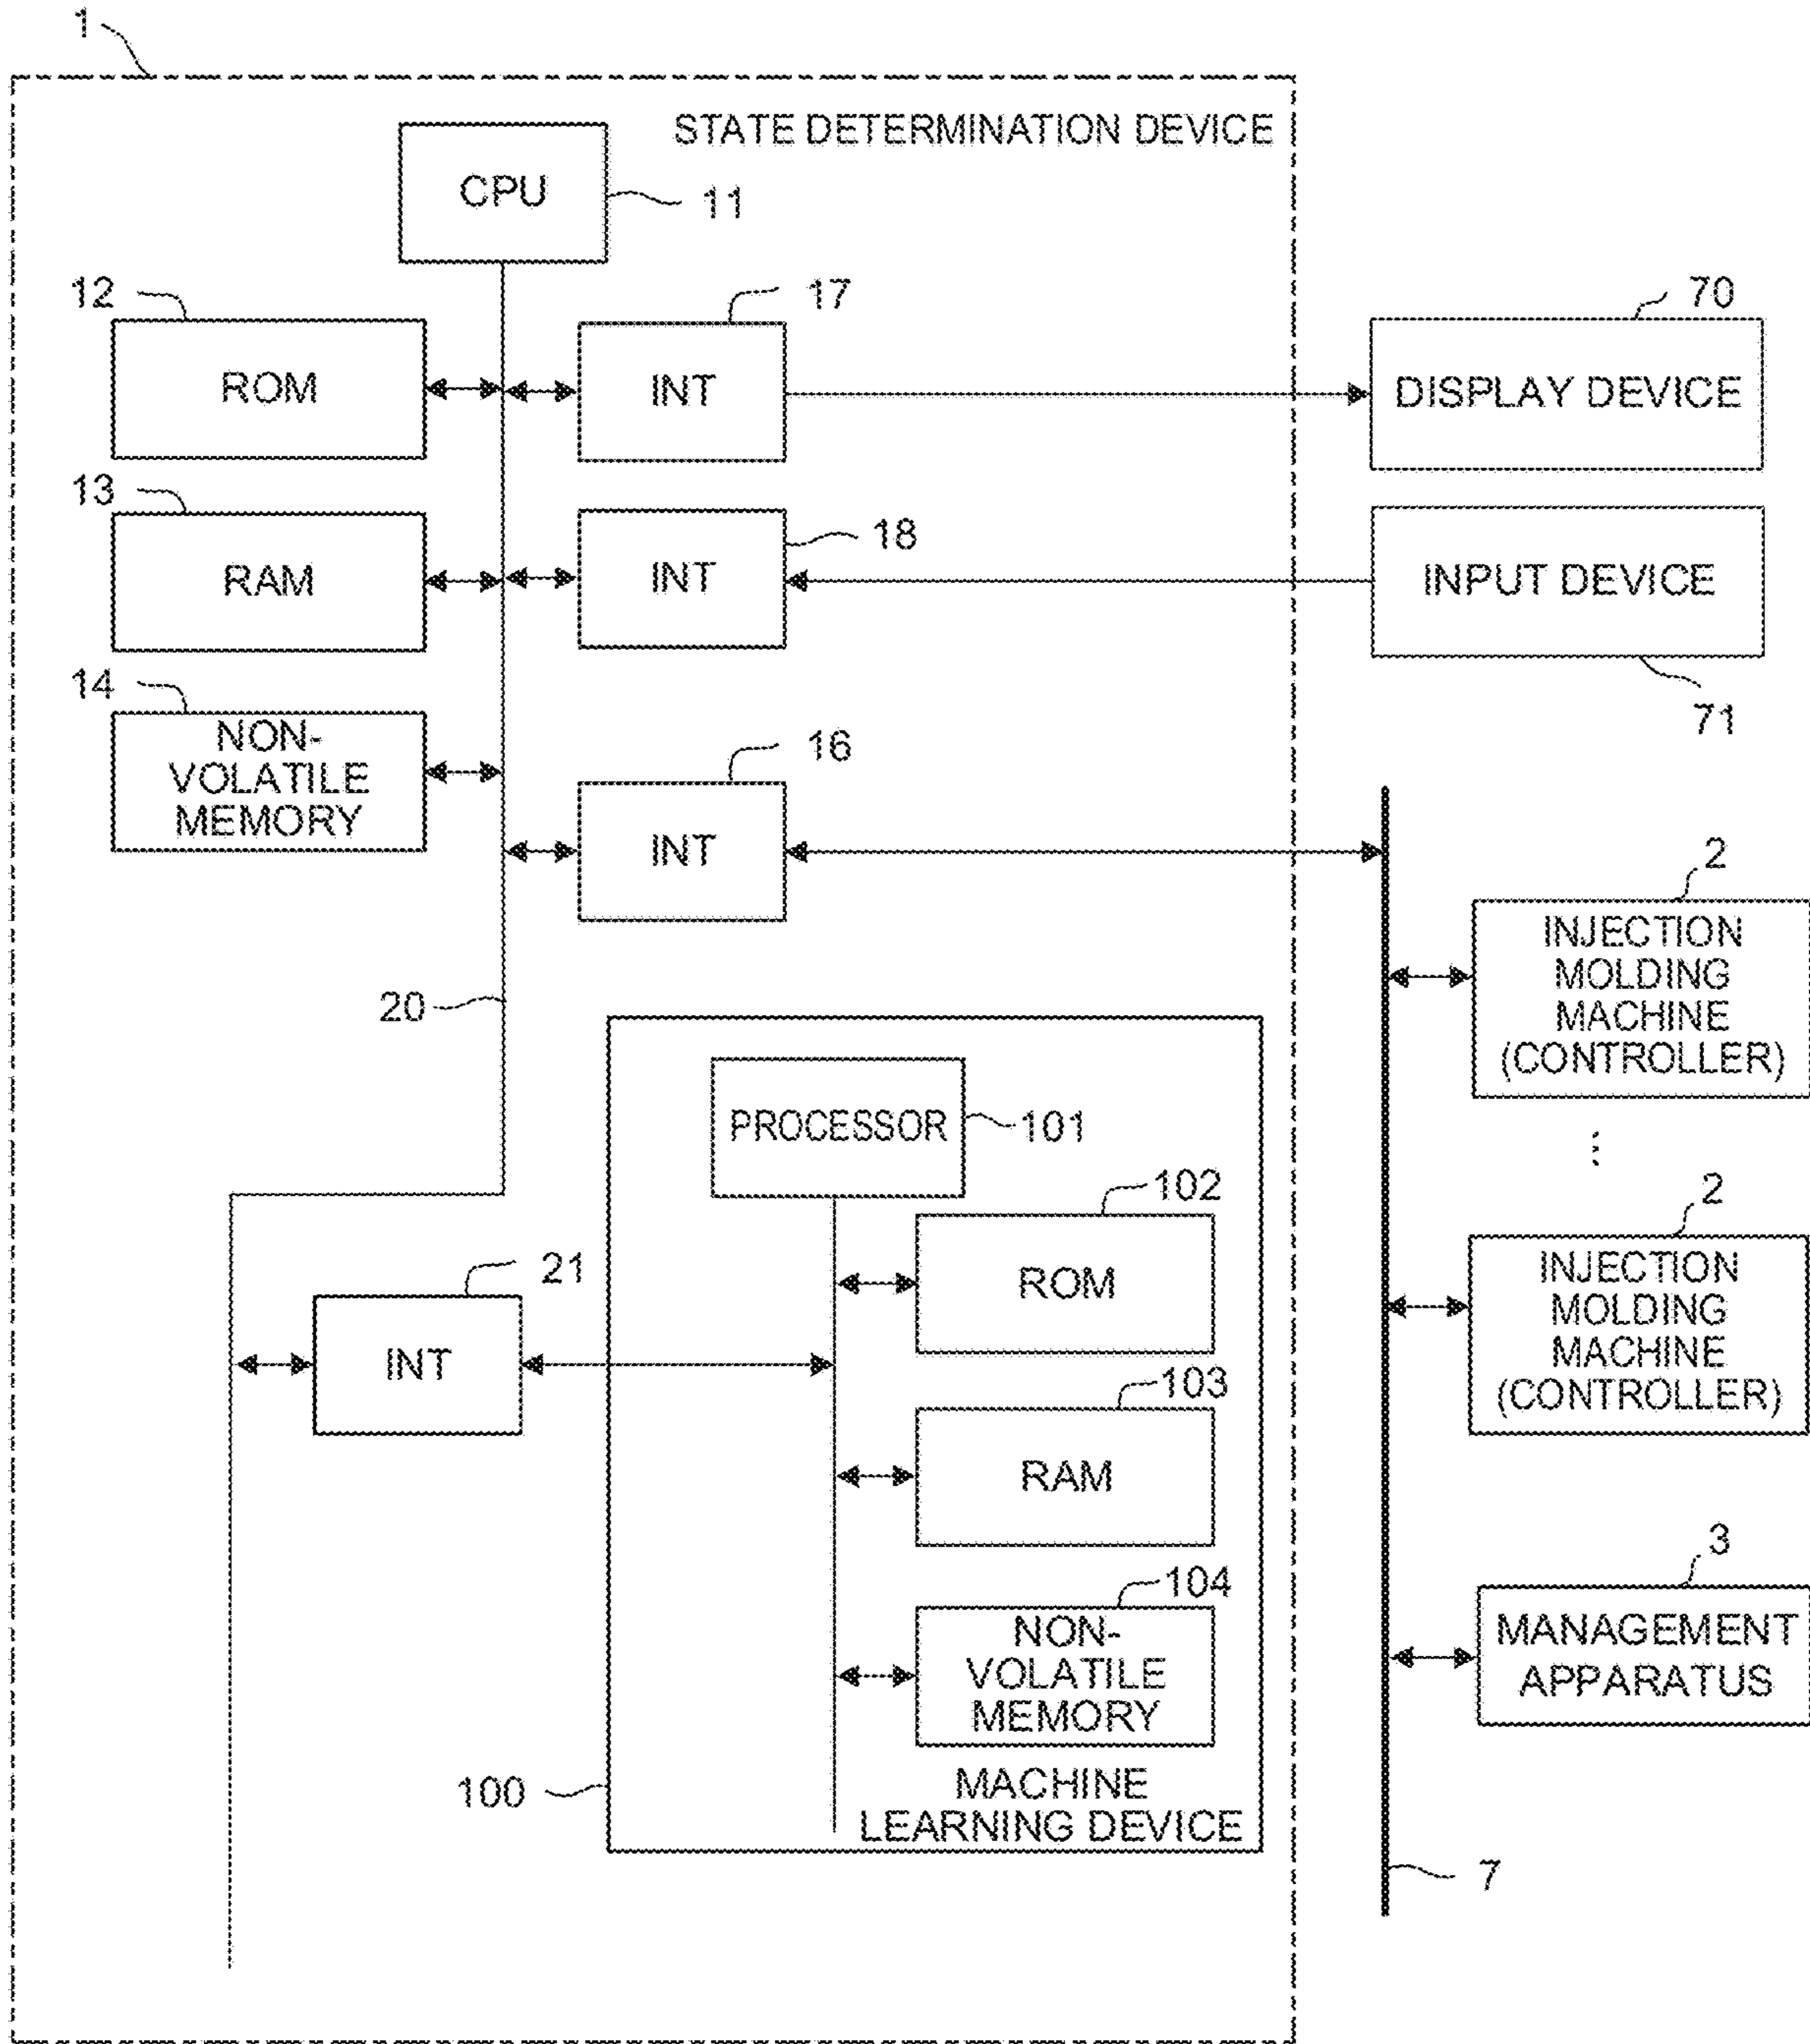 1
STATE DETERMINATION DEVICE
CPU
11
12
ROM
17
INT
70
DISPLAY DEVICE
13
RAM
18
INT
INPUT DEVICE
71
14
NON-
VOLATILE
MEMORY
16
INT
2
INJECTION
MOLDING
MACHINE
(CONTROLLER)
20
PROCESSOR
101
102
ROM
2
INJECTION
MOLDING
MACHINE
(CONTROLLER)
21
INT
103
RAM
104
NON-
VOLATILE
MEMORY
3
MANAGEMENT
APPARATUS
100
MACHINE
LEARNING DEVICE
7